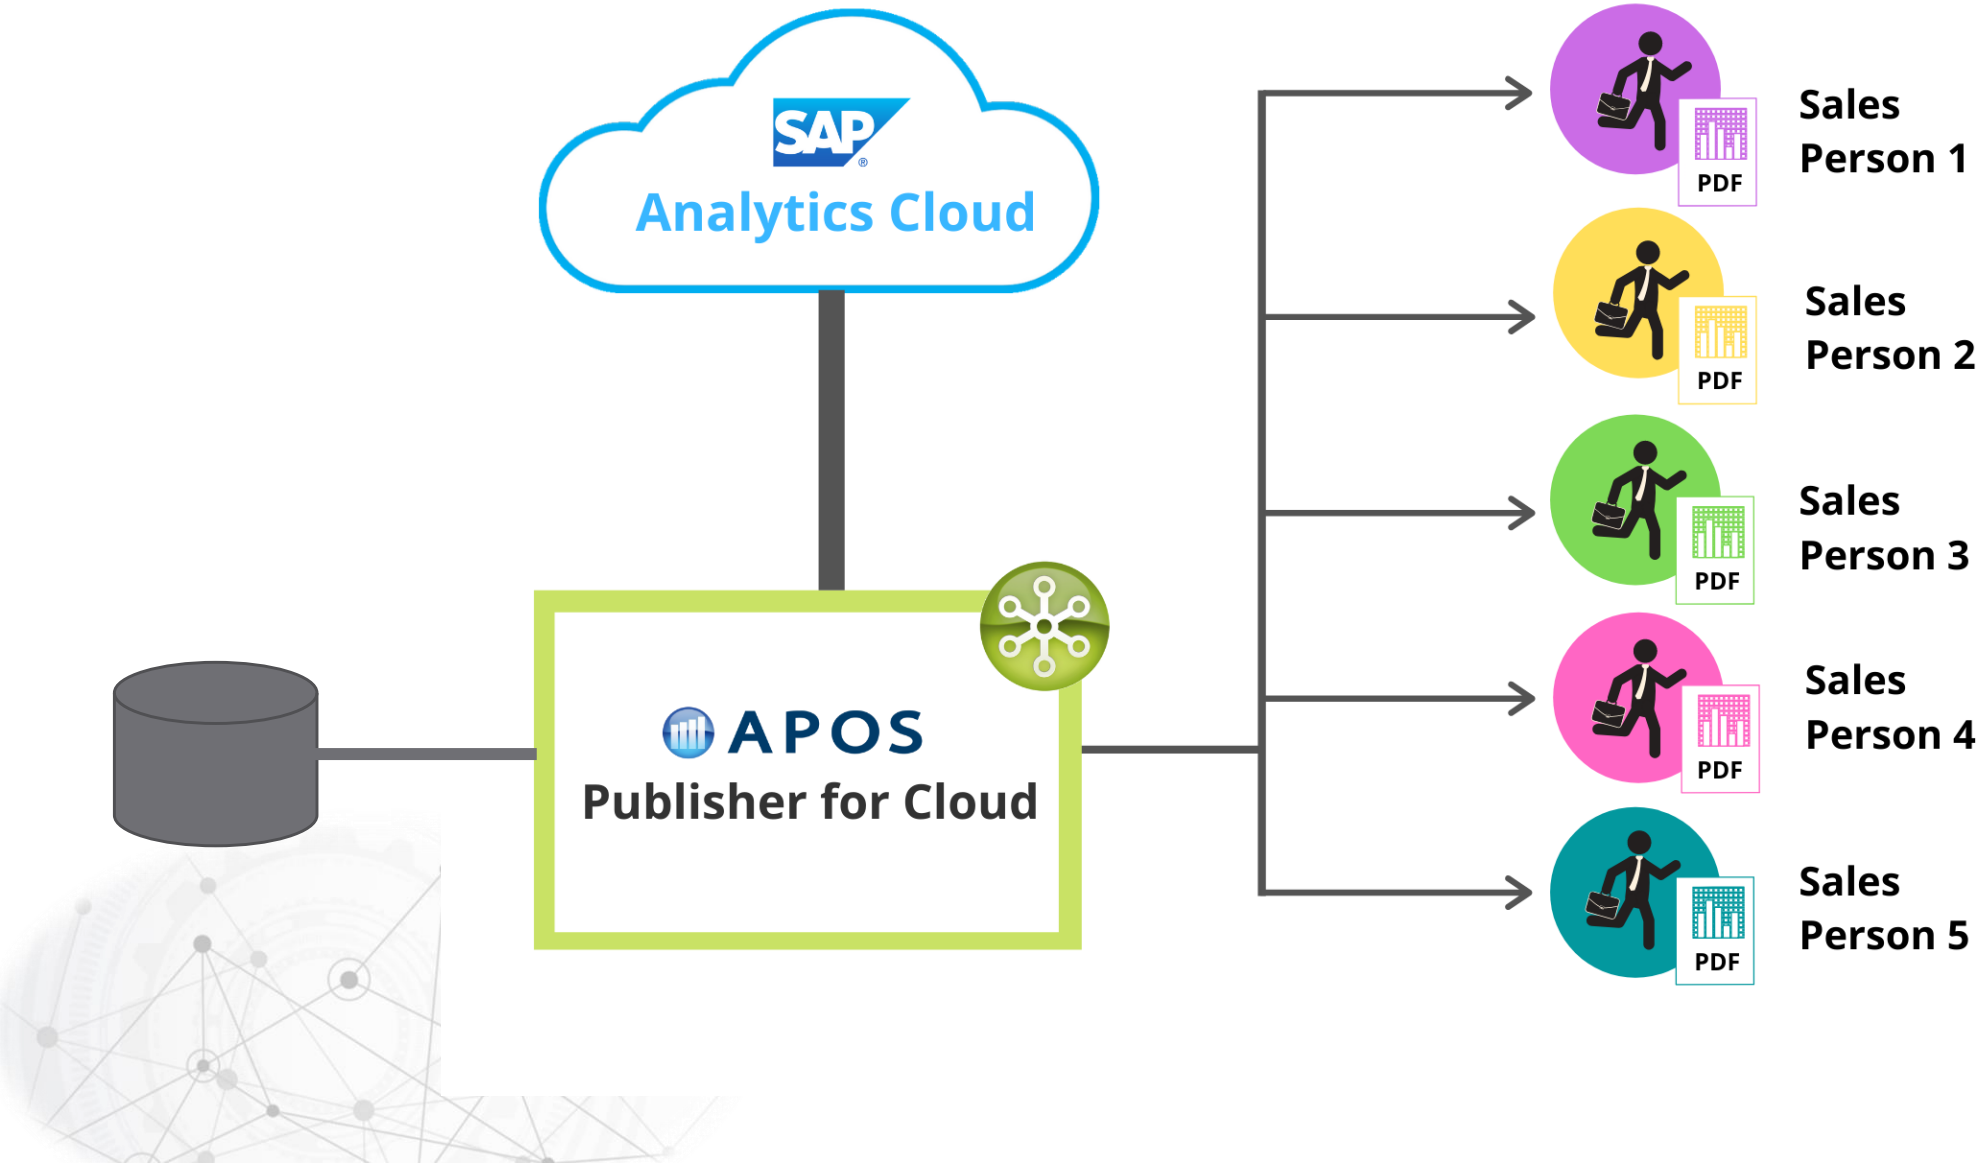 SAP
®
Analytics Cloud
APOS
Publisher for Cloud
PDF
Sales
Person 1
PDF
Sales
Person 2
PDF
Sales
Person 3
PDF
Sales
Person 4
PDF
Sales
Person 5